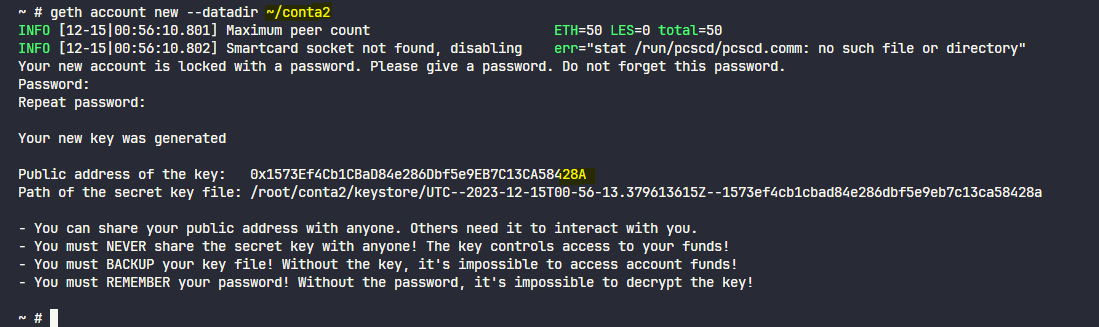 ~ # geth account new --datadir ~/conta2
INFO [12-15|00:56:10.801] Maximum peer count                       ETH=50 LES=0 total=50
INFO [12-15|00:56:10.802] Smartcard socket not found, disabling    err="stat /run/pcscd/pcscd.comm: no such file or directory"
Your new account is locked with a password. Please give a password. Do not forget this password.
Password:
Repeat password:
Your new key was generated
Public address of the key:   0x1573Ef4Cb1CBaD84e286Dbf5e9EB7C13CA58428A
Path of the secret key file: /root/conta2/keystore/UTC--2023-12-15T00-56-13.379613615Z--1573ef4cb1cbad84e286dbf5e9eb7c13ca58428a
- You can share your public address with anyone. Others need it to interact with you.
- You must NEVER share the secret key with anyone! The key controls access to your funds!
- You must BACKUP your key file! Without the key, it's impossible to access account funds!
- You must REMEMBER your password! Without the password, it's impossible to decrypt the key!
~ #